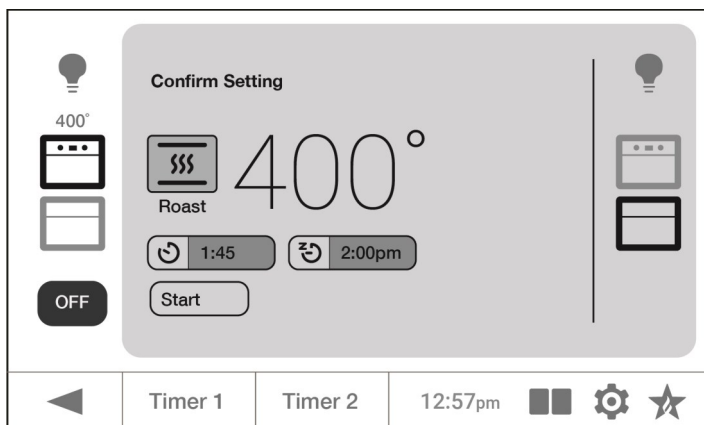 Confirm Setting
400°
400°
Roast
1:45
z 2:00pm
OFF
Start
Timer 1
Timer 2
12:57pm